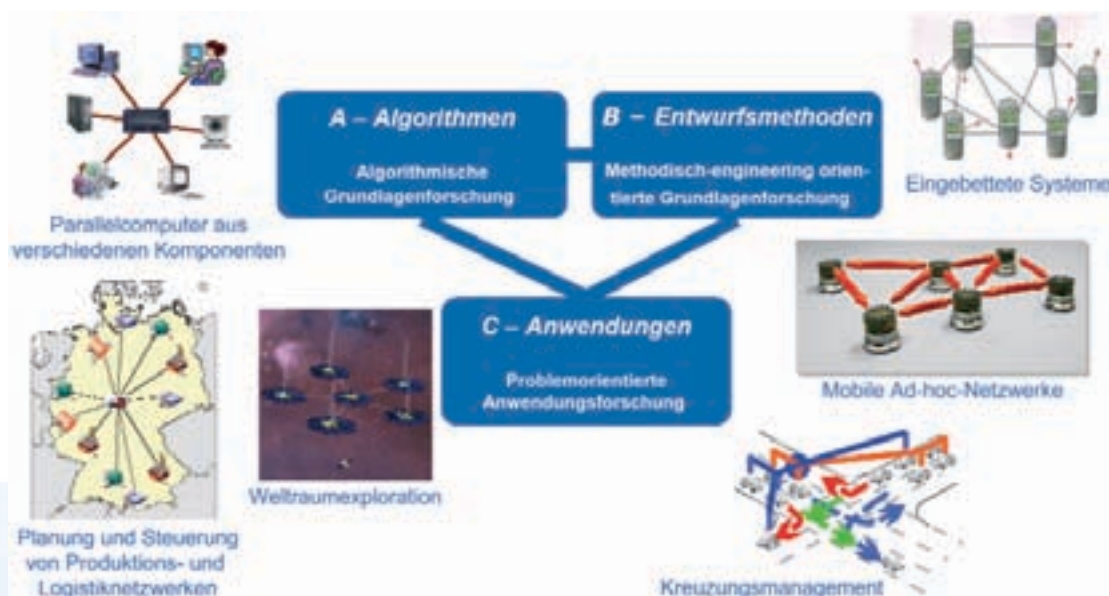 A – Algorithmen
Algorithmische
Grundlagenforschung
B – Entwurfsmethoden
Methodisch-engineering orien-
tierte Grundlagenforschung
Eingebettete Systeme
Parallelcomputer aus
verschiedenen Komponenten
C – Anwendungen
Problemorientierte
Anwendungsforschung
Mobile Ad-hoc-Netzwerke
Weltraumexploration
Planung und Steuerung
von Produktions- und
Logistiknetzwerken
Kreuzungsmanagement